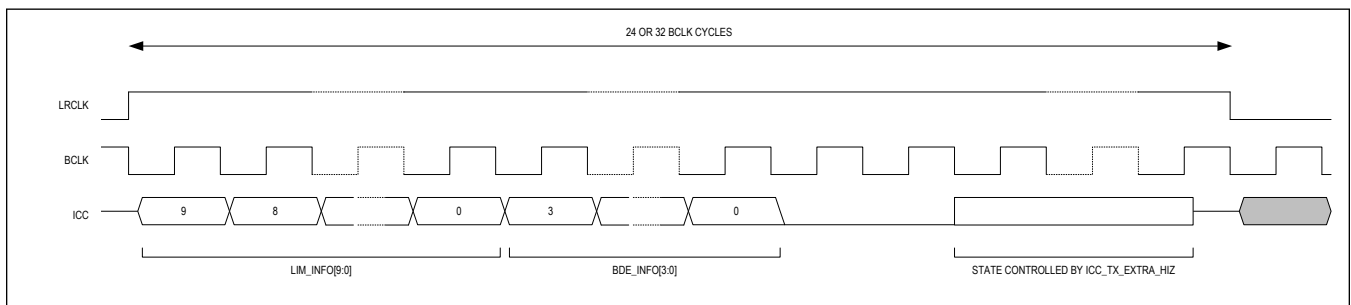 24 OR 32 BCLK CYCLES
LRCLK
BCLK
ICC 9 8 0 3 0
LIM_INFO[9:0] BDE_INFO[3:0] STATE CONTROLLED BY ICC_TX_EXTRA_HIZ